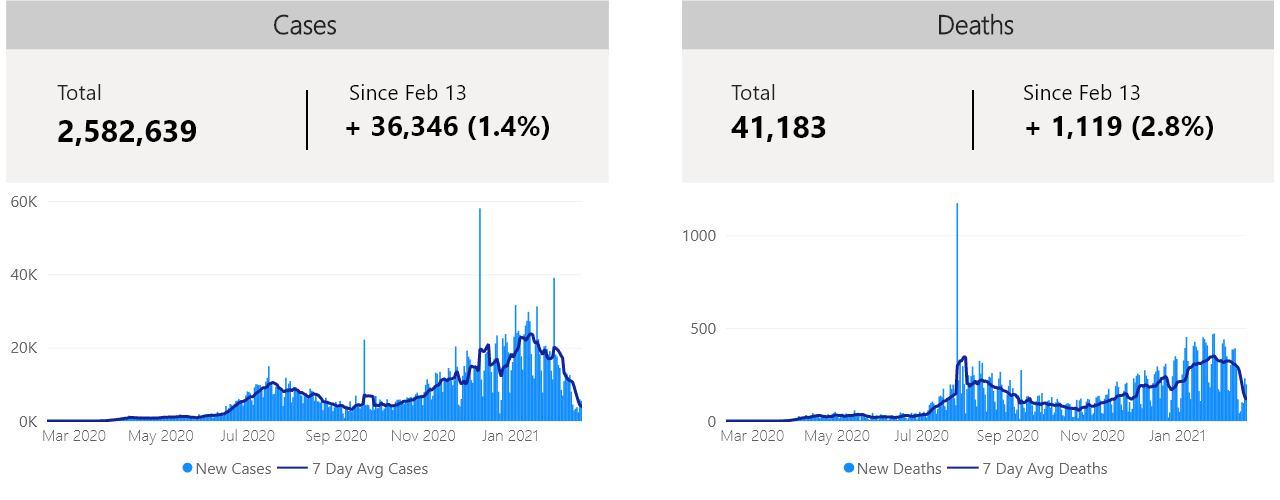 Cases
Total
2,582,639
Since Feb 13
+ 36,346 (1.4%)
60K
40K
20K
0K
Mar 2020 May 2020 Jul 2020 Sep 2020 Nov 2020 Jan 2021
New Cases 7 Day Avg Cases
Deaths
Total
41,183
Since Feb 13
+ 1,119 (2.8%)
1000
500
0
Mar 2020 May 2020 Jul 2020 Sep 2020 Nov 2020 Jan 2021
New Deaths 7 Day Avg Deaths